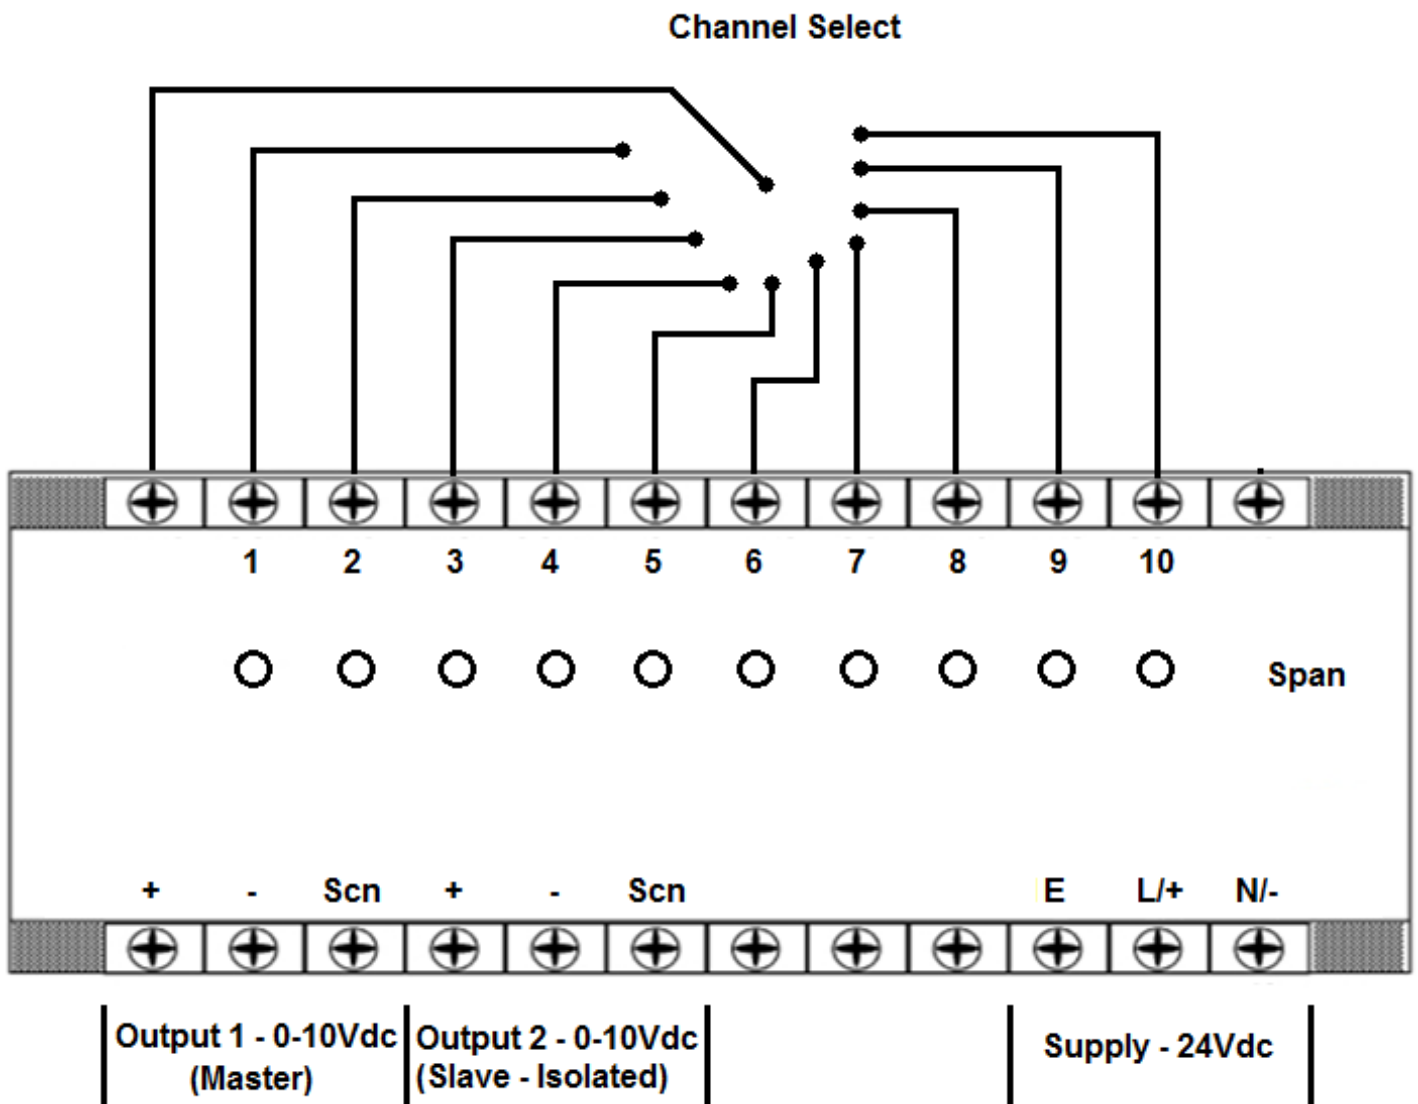 Channel Select
1 2 3 4 5 6 7 8 9 10
Span
+ - Scn + - Scn E L/+ N/-
Output 1 - 0-10Vdc
(Master)
Output 2 - 0-10Vdc
(Slave - Isolated)
Supply - 24Vdc